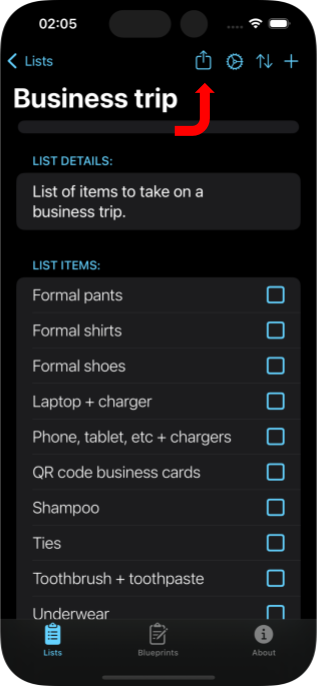 02:05
Lists
Business trip
LIST DETAILS:
List of items to take on a
business trip.
LIST ITEMS:
Formal pants
Formal shirts
Formal shoes
Laptop + charger
Phone, tablet, etc + chargers
QR code business cards
Shampoo
Ties
Toothbrush + toothpaste
Underwear
Lists Blueprints About